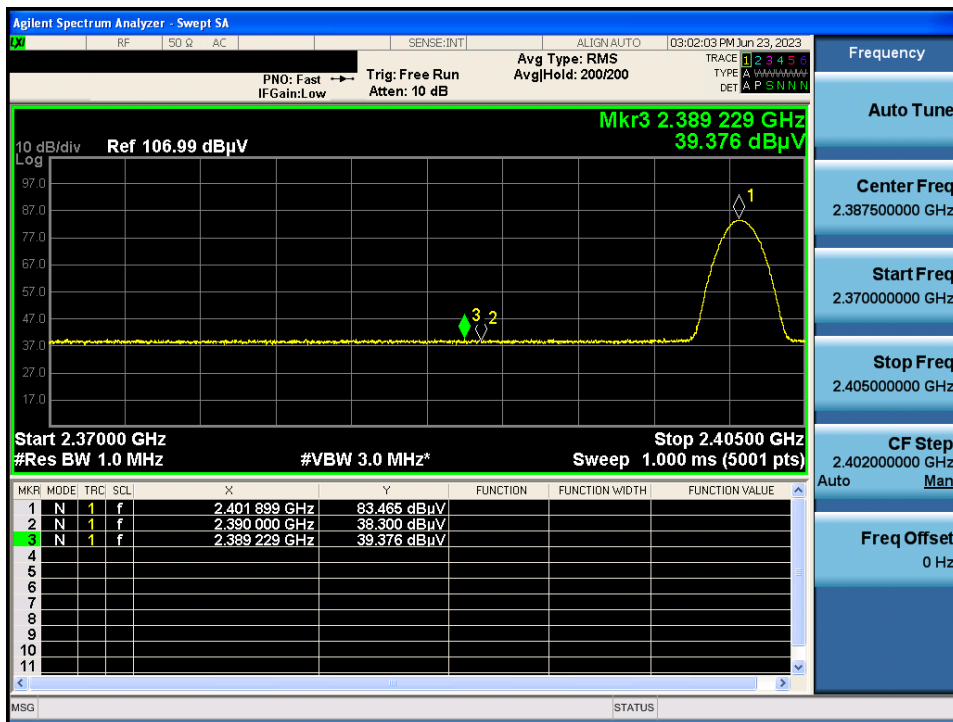 Agilent Spectrum Analyzer - Swept SA
LXI RF 50 Ω AC SENSE:INT ALIGN AUTO 03:02:03 PM Jun 23, 2023
Frequency
PNO: Fast
IFGain:Low
Trig: Free Run
Atten: 10 dB
Avg Type: RMS
Avg|Hold: 200/200
TRACE 1 2 3 4 5 6
TYPE A WWWWW
DET A P S N N N
Auto Tune
Mkr3 2.389 229 GHz
39.376 dBµV
10 dB/div Ref 106.99 dBµV
Log
97.0
87.0
77.0
67.0
57.0
47.0
37.0
27.0
17.0
1
3 2
Start 2.37000 GHz Stop 2.40500 GHz
#Res BW 1.0 MHz #VBW 3.0 MHz* Sweep 1.000 ms (5001 pts)
Center Freq
2.387500000 GHz
Start Freq
2.370000000 GHz
Stop Freq
2.405000000 GHz
CF Step
2.402000000 GHz
Auto Man
Freq Offset
0 Hz
MKR MODE TRC SCL X Y FUNCTION FUNCTION WIDTH FUNCTION VALUE
1 N 1 f 2.401 899 GHz 83.465 dBµV
2 N 1 f 2.390 000 GHz 38.300 dBµV
3 N 1 f 2.389 229 GHz 39.376 dBµV
4
5
6
7
8
9
10
11
MSG STATUS